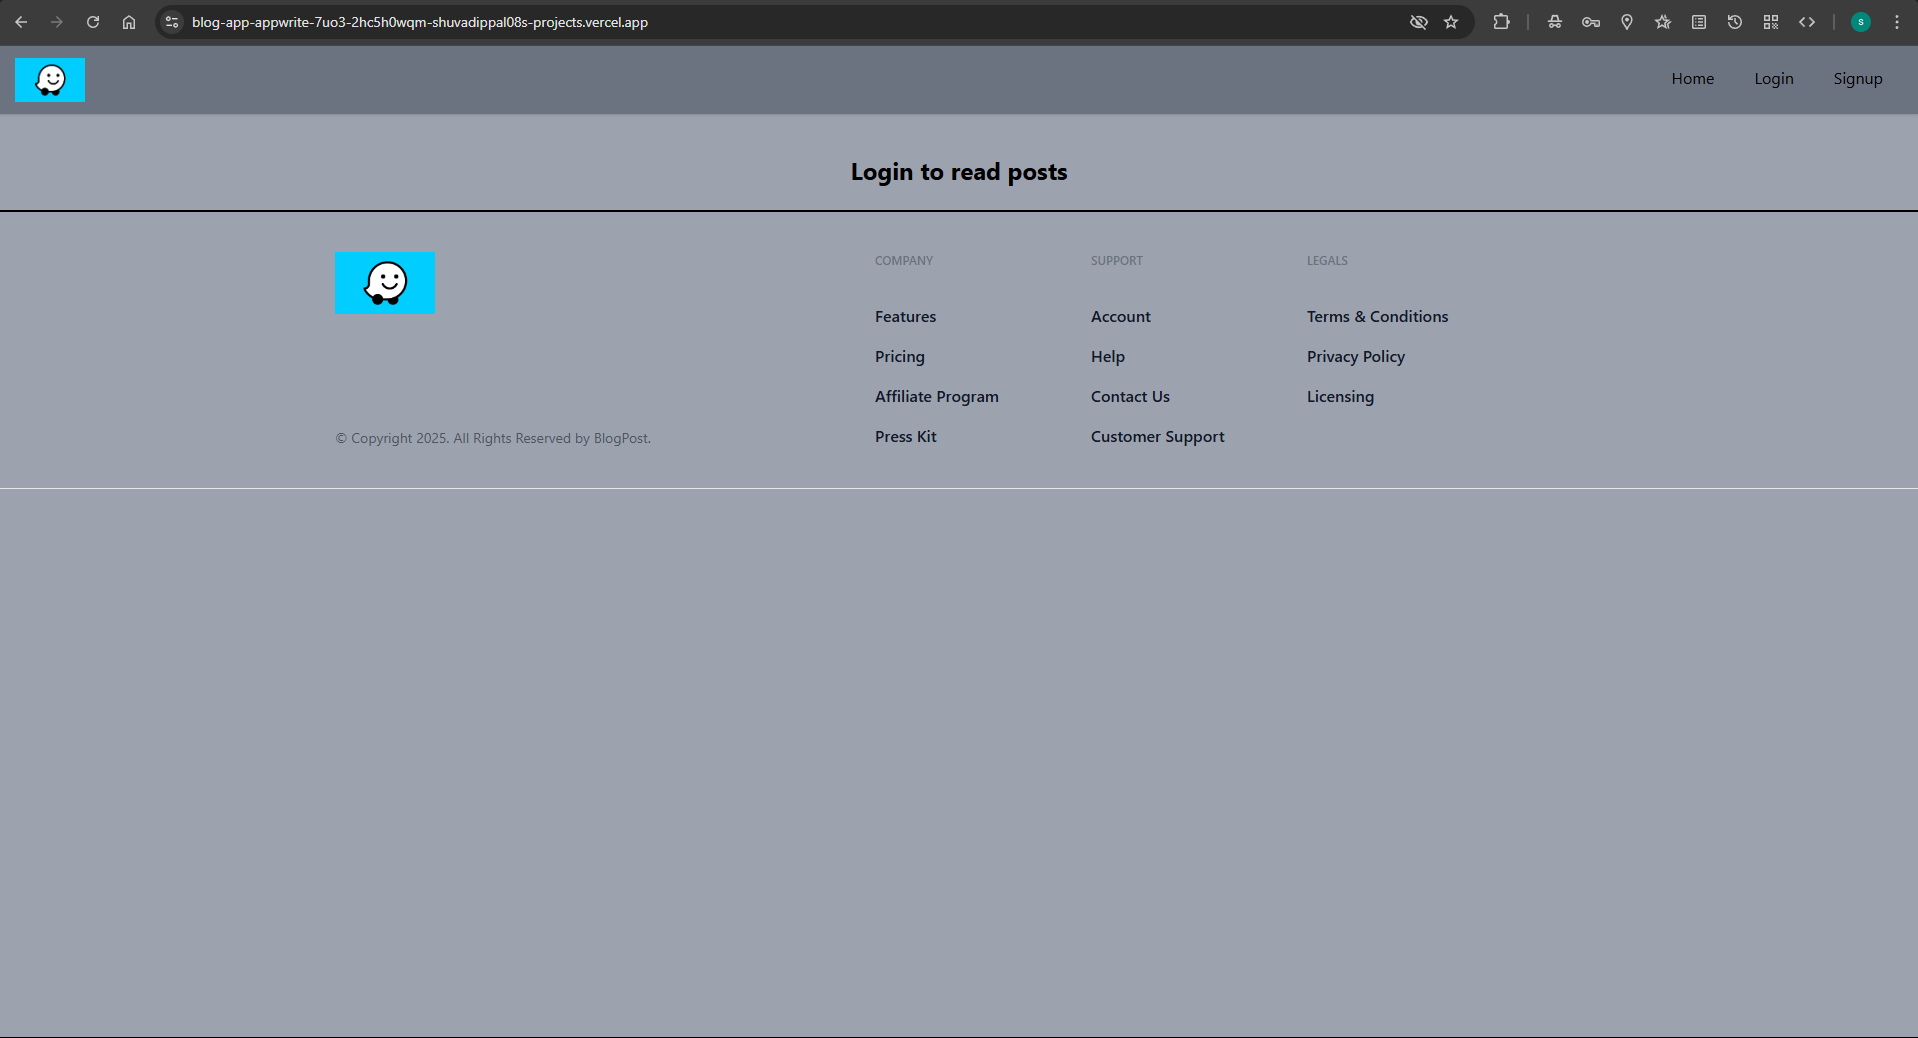 blog-app-appwrite-7uo3-2hc5h0wqm-shuvadippal08s-projects.vercel.app
S
Home
Login
Signup
Login to read posts
COMPANY
Features
Pricing
Affiliate Program
Press Kit
SUPPORT
Account
Help
Contact Us
Customer Support
LEGALS
Terms & Conditions
Privacy Policy
Licensing
© Copyright 2025. All Rights Reserved by BlogPost.